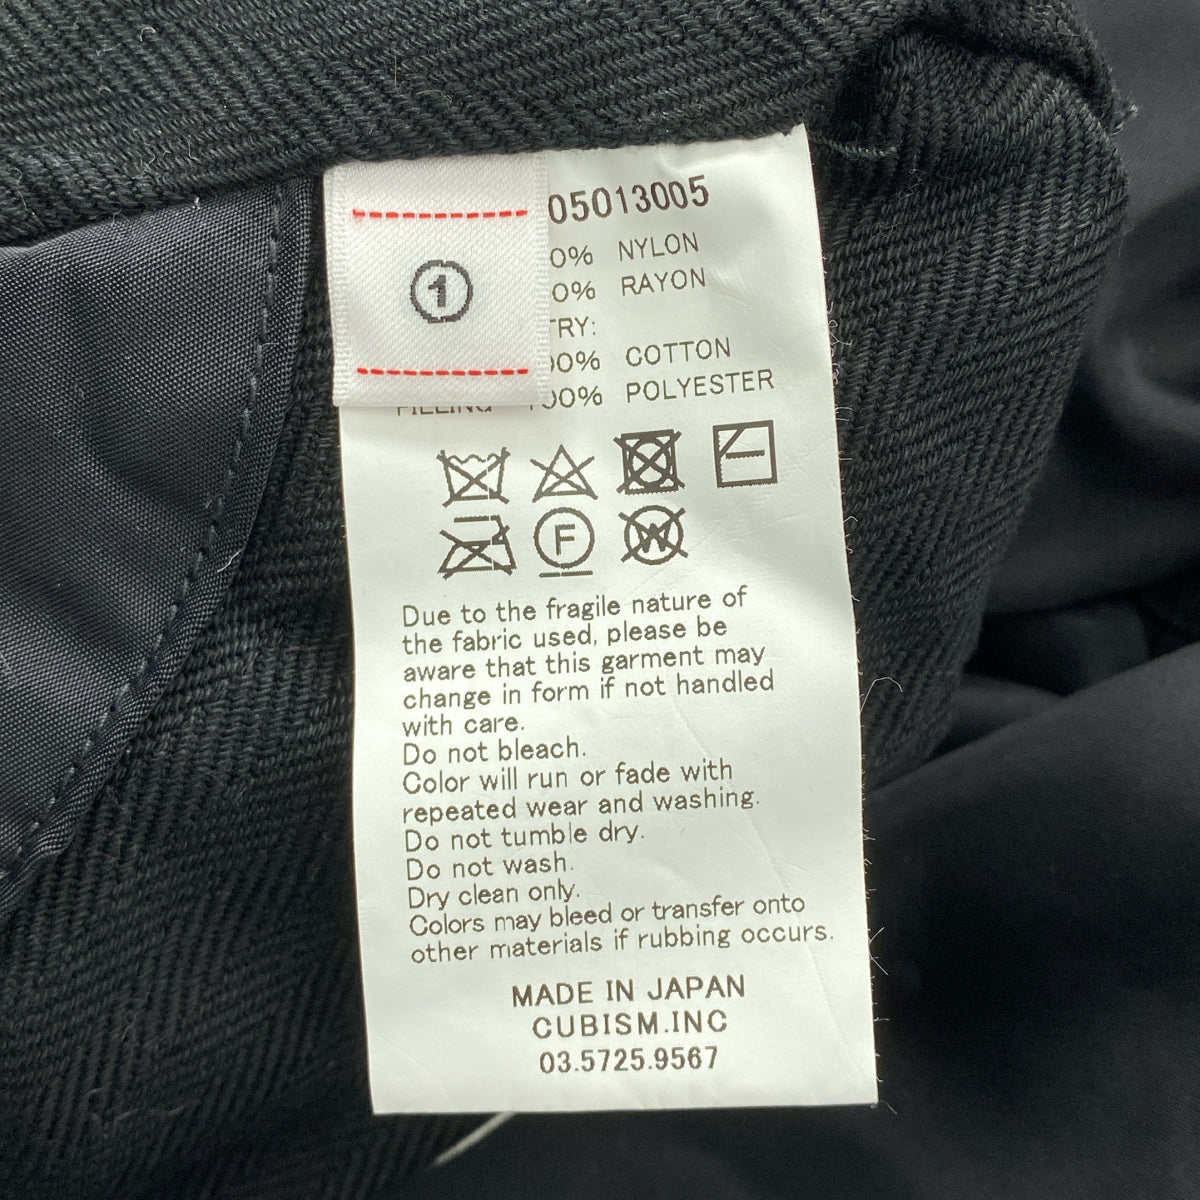 ①
05013005
0% NYLON
0% RAYON
TRY:
00% COTTON
100% POLYESTER
F
W
Due to the fragile nature of
the fabric used, please be
aware that this garment may
change in form if not handled
with care.
Do not bleach.
Color will run or fade with
repeated wear and washing.
Do not tumble dry.
Do not wash.
Dry clean only.
Colors may bleed or transfer onto
other materials if rubbing occurs.
MADE IN JAPAN
CUBISM.INC
03.5725.9567